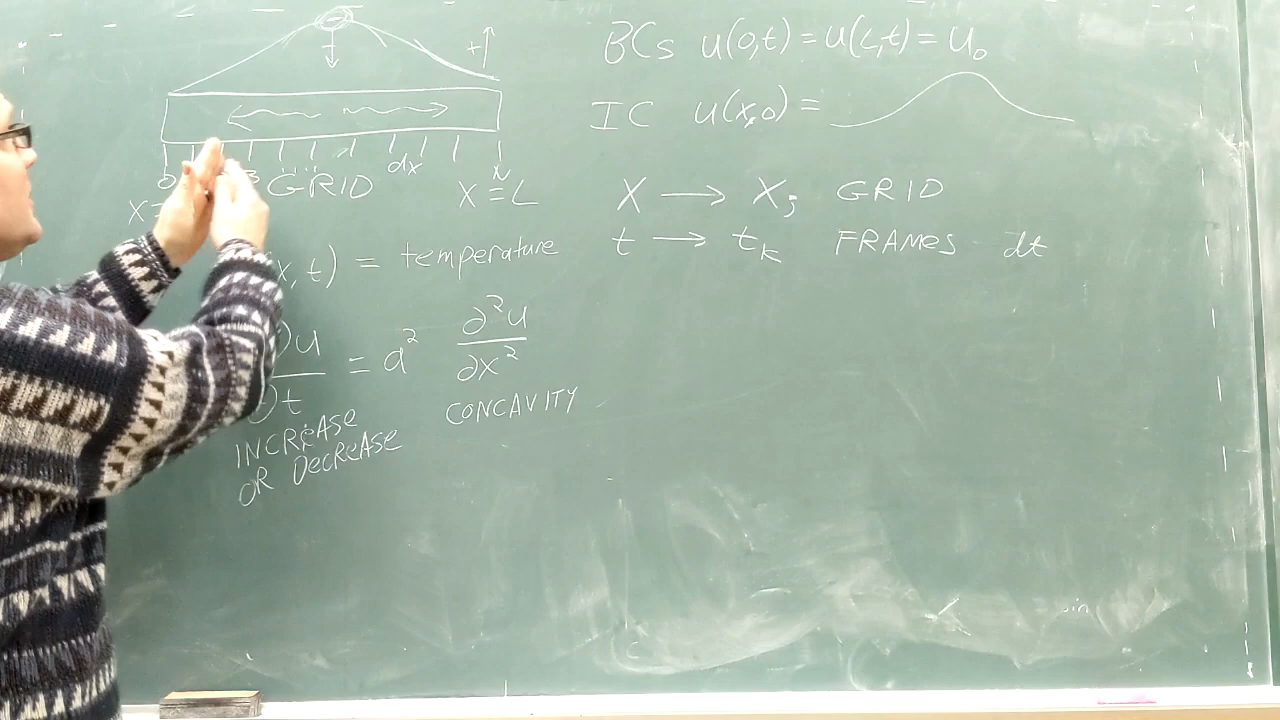 +
BCs u(0,t) = u(L,t) = u₀
IC u(x,0) =
dx
0 N
GRID
x = x = L
x → xⱼ GRID
t → tₖ FRAMES dt
x, t) = temperature
∂u/∂t = a² ∂²u/∂x²
INCREASE
OR DECREASE
CONCAVITY